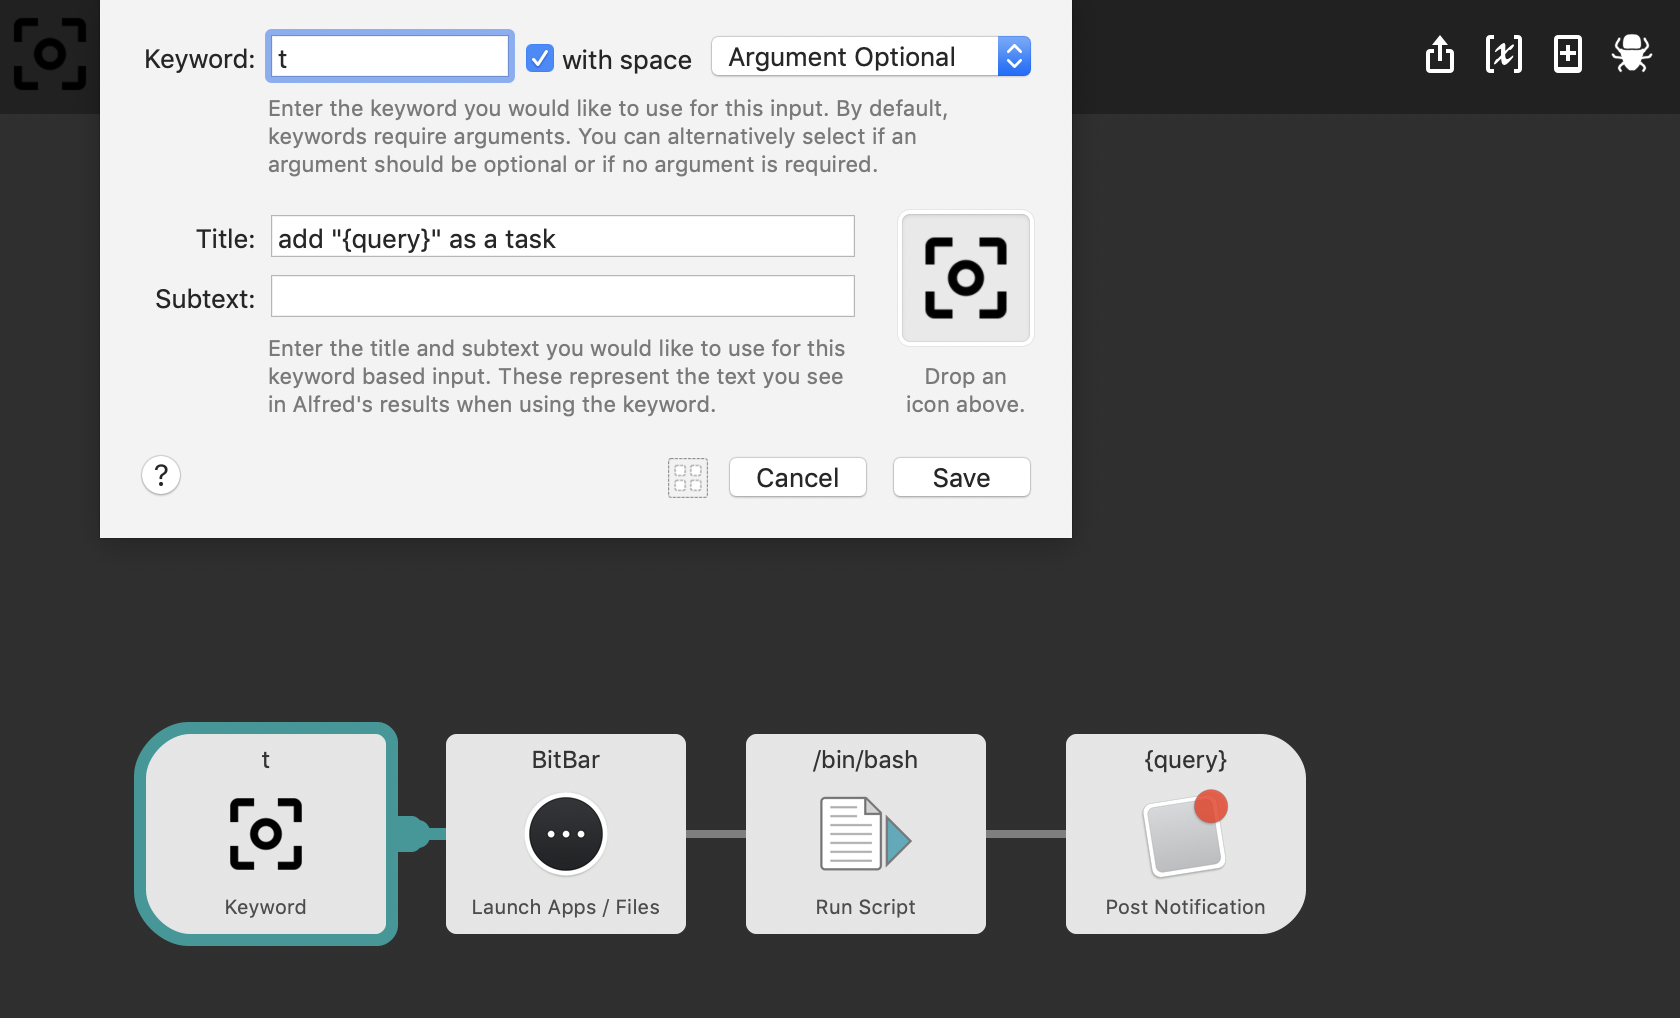 Keyword: t with space Argument Optional
Enter the keyword you would like to use for this input. By default,
keywords require arguments. You can alternatively select if an
argument should be optional or if no argument is required.
Title: add "{query}" as a task
Subtext:
Enter the title and subtext you would like to use for this
keyword based input. These represent the text you see
in Alfred's results when using the keyword.
Drop an
icon above.
? Cancel Save
[x]
t
Keyword
BitBar
Launch Apps / Files
/bin/bash
Run Script
{query}
Post Notification